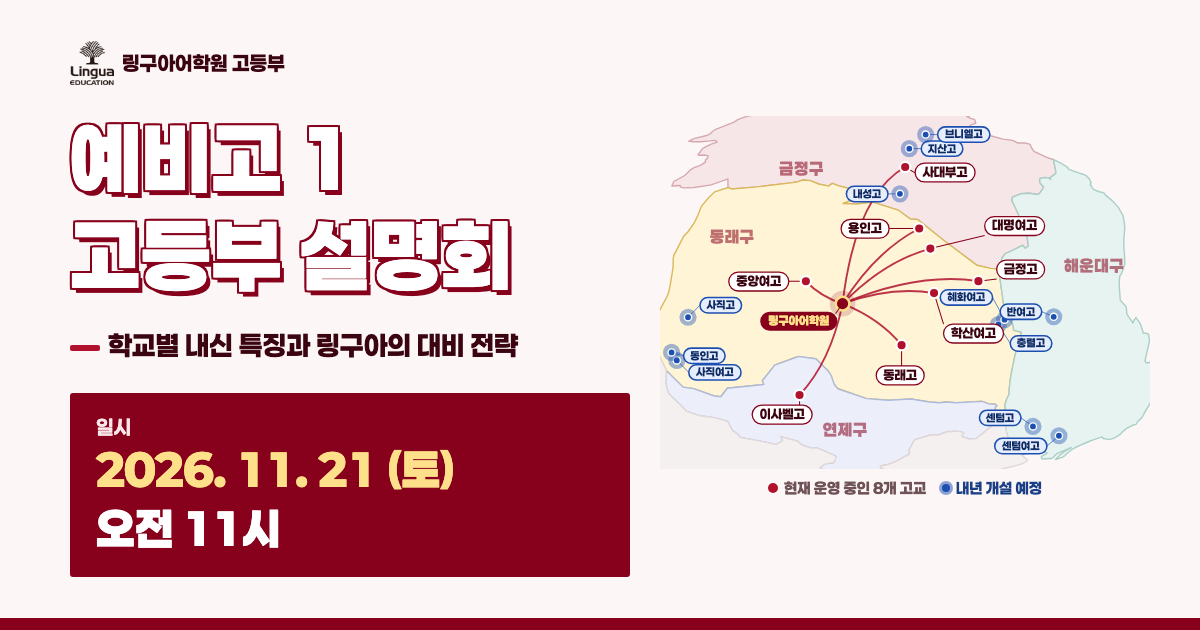 Lingua
EDUCATION
링구아어학원 고등부
예비고 1
고등부 설명회
학교별 내신 특징과 링구아의 대비 전략
일시
2026. 11. 21 (토)
오전 11시
브니엘고
지산고
금정구
사대부고
내성고
용인고
대명여고
동래구
해운대구
금정고
중앙여고
혜화여고
사직고
반여고
링구아어학원
학산여고
충렬고
동인고
사직여고
동래고
이사벨고
센텀고
연제구
센텀여고
현재 운영 중인 8개 고교
내년 개설 예정